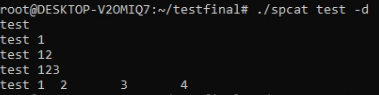 root@DESKTOP-V2OMIQ7:~/testfinal# ./spcat test -d
test
test 1
test 12
test 123
test 1  2       3       4